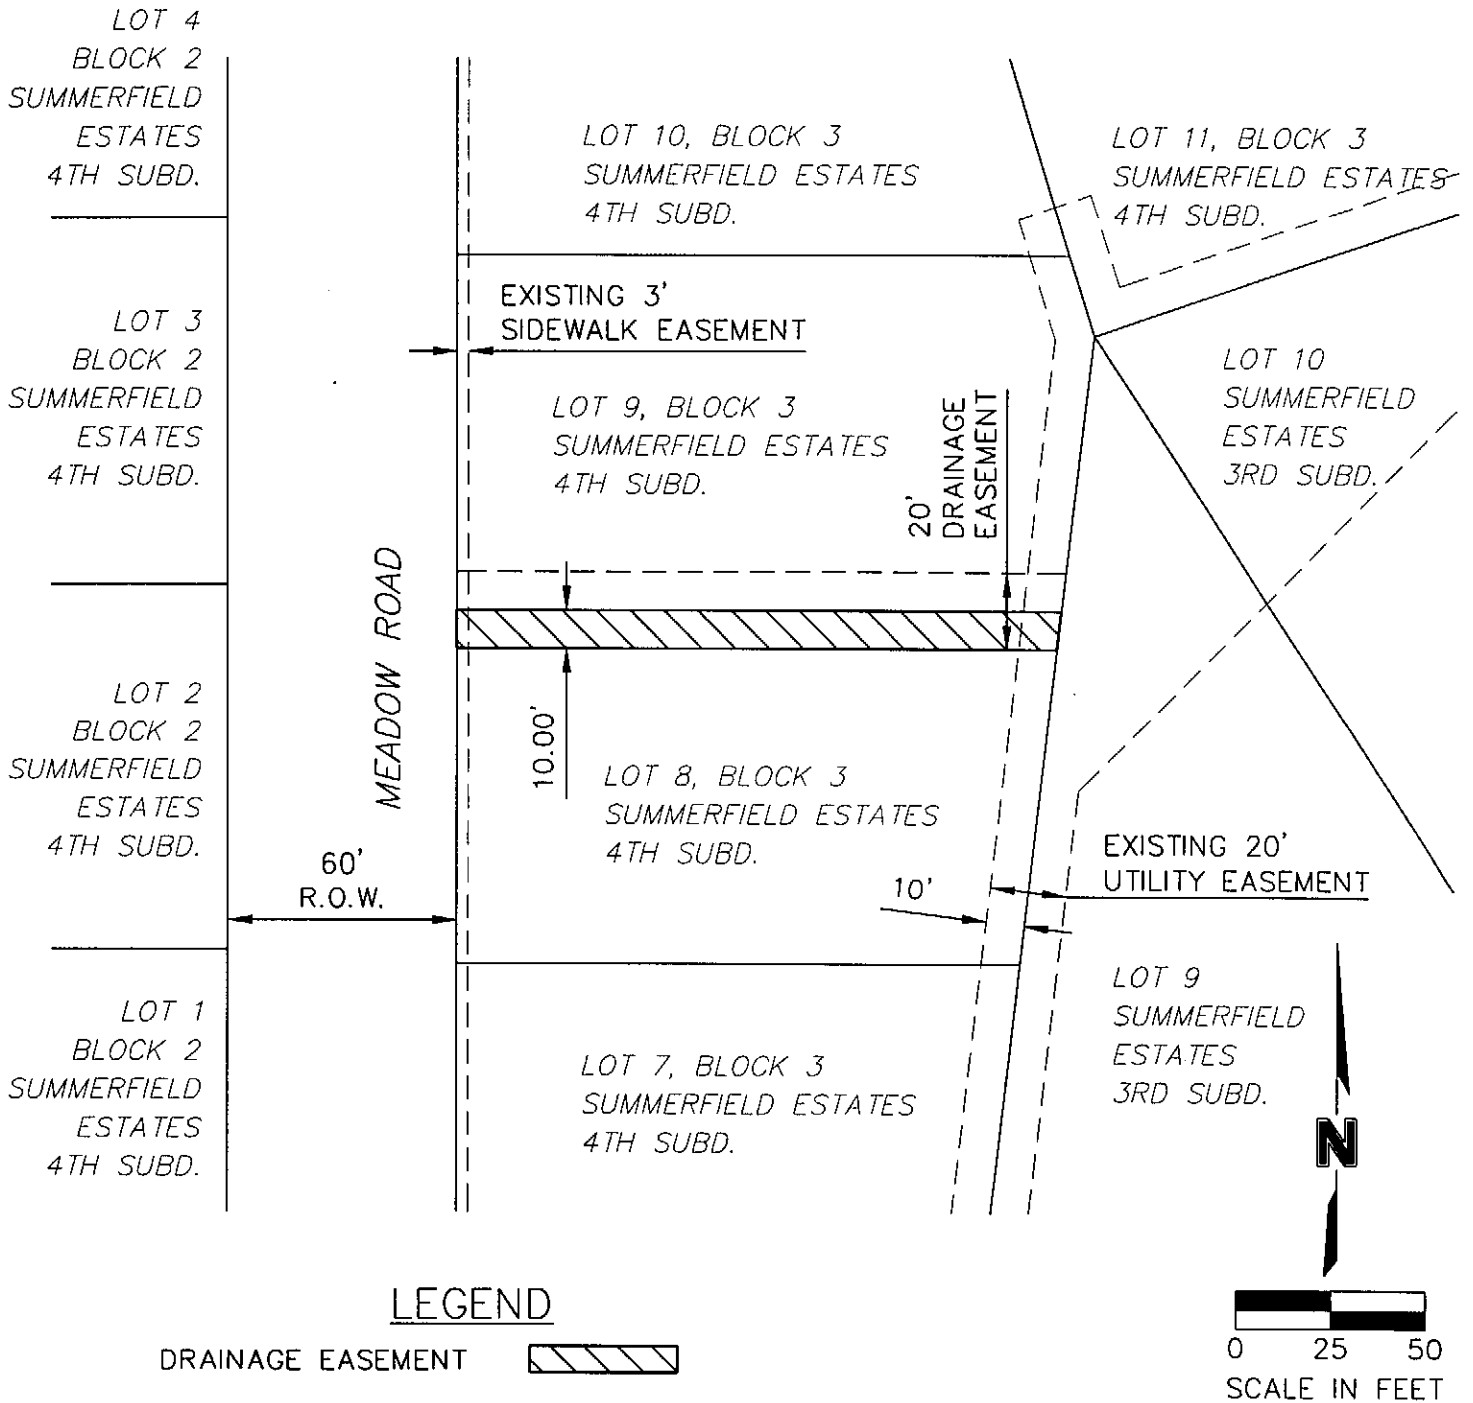 LOT 4
BLOCK 2
SUMMERFIELD
ESTATES
4TH SUBD.
LOT 10, BLOCK 3
SUMMERFIELD ESTATES
4TH SUBD.
LOT 11, BLOCK 3
SUMMERFIELD ESTATES
4TH SUBD.
EXISTING 3'
SIDEWALK EASEMENT
LOT 3
BLOCK 2
SUMMERFIELD
ESTATES
4TH SUBD.
LOT 9, BLOCK 3
SUMMERFIELD ESTATES
4TH SUBD.
20'
DRAINAGE
EASEMENT
LOT 10
SUMMERFIELD
ESTATES
3RD SUBD.
MEADOW ROAD
LOT 2
BLOCK 2
SUMMERFIELD
ESTATES
4TH SUBD.
10.00'
LOT 8, BLOCK 3
SUMMERFIELD ESTATES
4TH SUBD.
60'
R.O.W.
10'
EXISTING 20'
UTILITY EASEMENT
LOT 1
BLOCK 2
SUMMERFIELD
ESTATES
4TH SUBD.
LOT 7, BLOCK 3
SUMMERFIELD ESTATES
4TH SUBD.
LOT 9
SUMMERFIELD
ESTATES
3RD SUBD.
N
LEGEND
DRAINAGE EASEMENT
0 25 50
SCALE IN FEET